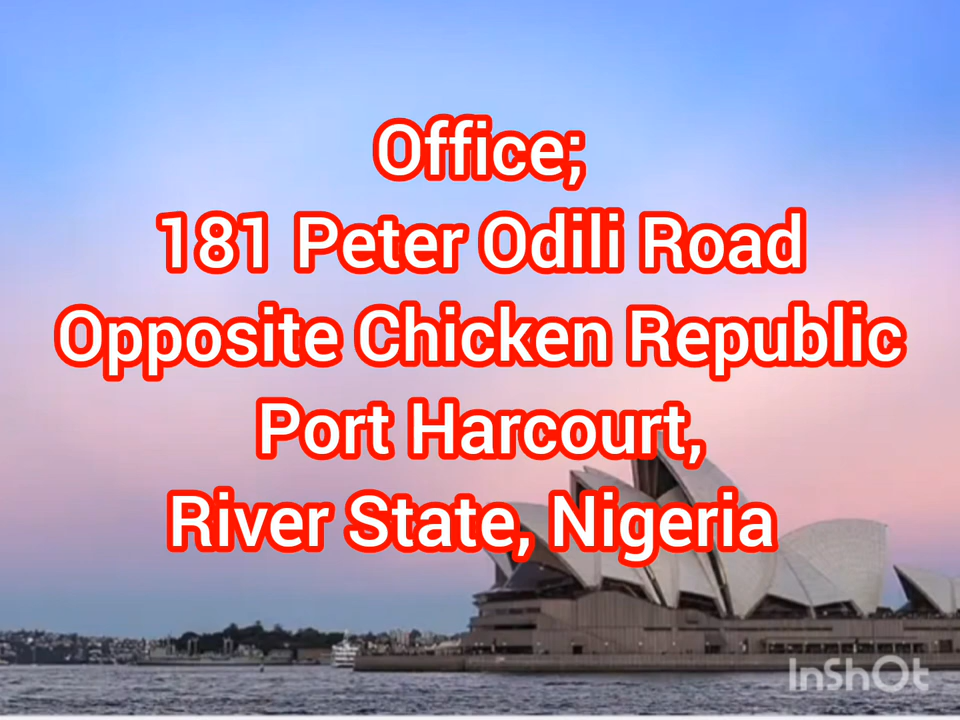 Office;
181 Peter Odili Road
Opposite Chicken Republic
Port Harcourt,
River State, Nigeria
InShOt